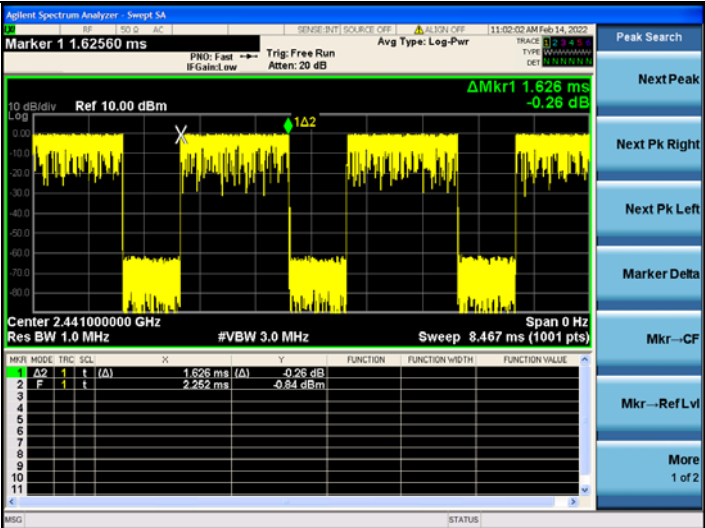 Agilent Spectrum Analyzer - Swept SA
RF 50 Ω AC SENSE:INT SOURCE OFF ALIGN OFF 11:02:02 AM Feb 14, 2022
Marker 1 1.62560 ms
PNO: Fast
IFGain:Low
Trig: Free Run
Atten: 20 dB
Avg Type: Log-Pwr
TRACE 1 2 3 4 5 6
TYPE
DET N N N N N N
Peak Search
ΔMkr1 1.626 ms
-0.26 dB
10 dB/div Ref 10.00 dBm
Log
1Δ2
0.00
-10.0
-20.0
-30.0
-40.0
-50.0
-60.0
-70.0
-80.0
Center 2.441000000 GHz
Span 0 Hz
Res BW 1.0 MHz
#VBW 3.0 MHz
Sweep 8.467 ms (1001 pts)
MKR MODE TRC SCL X Y FUNCTION FUNCTION WIDTH FUNCTION VALUE
1 Δ2 1 t (Δ) 1.626 ms (Δ) -0.26 dB
2 F 1 t 2.252 ms -0.84 dBm
3
4
5
6
7
8
9
10
11
Next Peak
Next Pk Right
Next Pk Left
Marker Delta
Mkr→CF
Mkr→Ref Lvl
More
1 of 2
MSG
STATUS